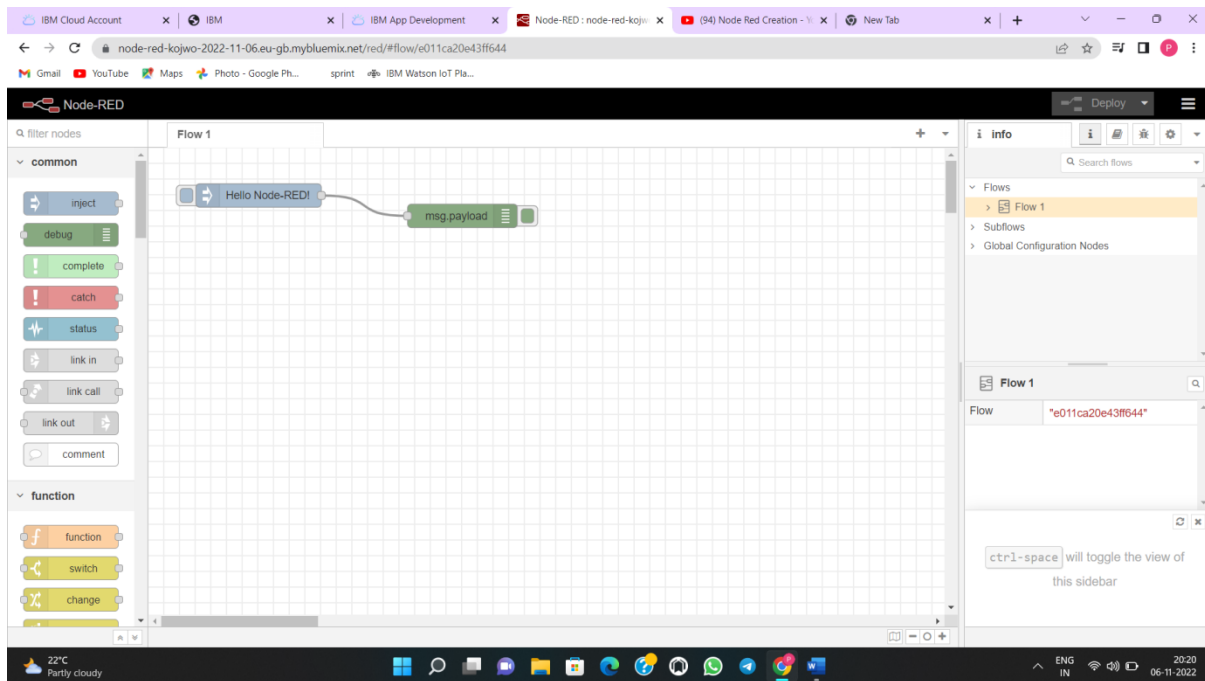 IBM Cloud Account
IBM
IBM App Development
Node-RED : node-red-kojw
(94) Node Red Creation - Y
New Tab
node-red-kojwo-2022-11-06.eu-gb.mybluemix.net/red/#flow/e011ca20e43ff644
P
Gmail
YouTube
Maps
Photo - Google Ph...
sprint
IBM Watson IoT Pla...
Node-RED
Deploy
filter nodes
Flow 1
info
i
Search flows
common
inject
debug
complete
catch
status
link in
link call
link out
comment
function
function
switch
change
Hello Node-RED!
msg.payload
Flows
Flow 1
Subflows
Global Configuration Nodes
Flow 1
Flow "e011ca20e43ff644"
ctrl-space will toggle the view of
this sidebar
22°C
Partly cloudy
ENG
IN
20:20
06-11-2022